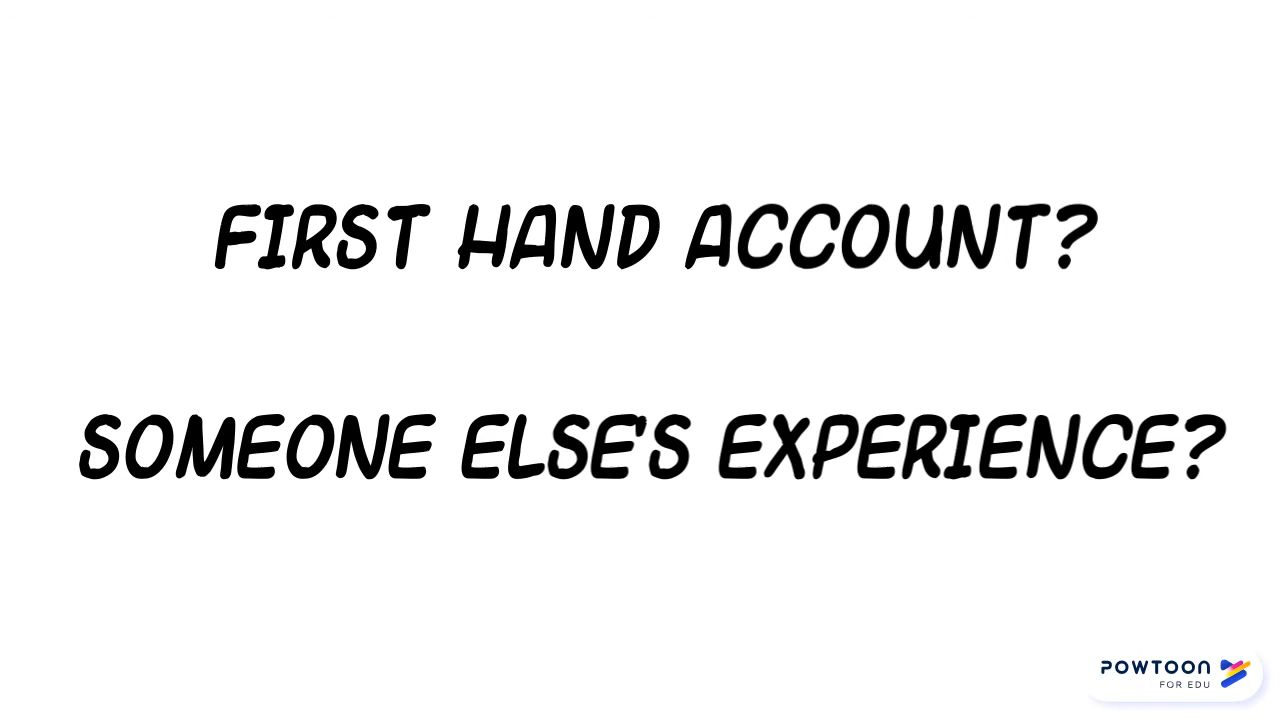 FIRST HAND ACCOUNT?
SOMEONE ELSE'S EXPERIENCE?
POWTOON
FOR EDU